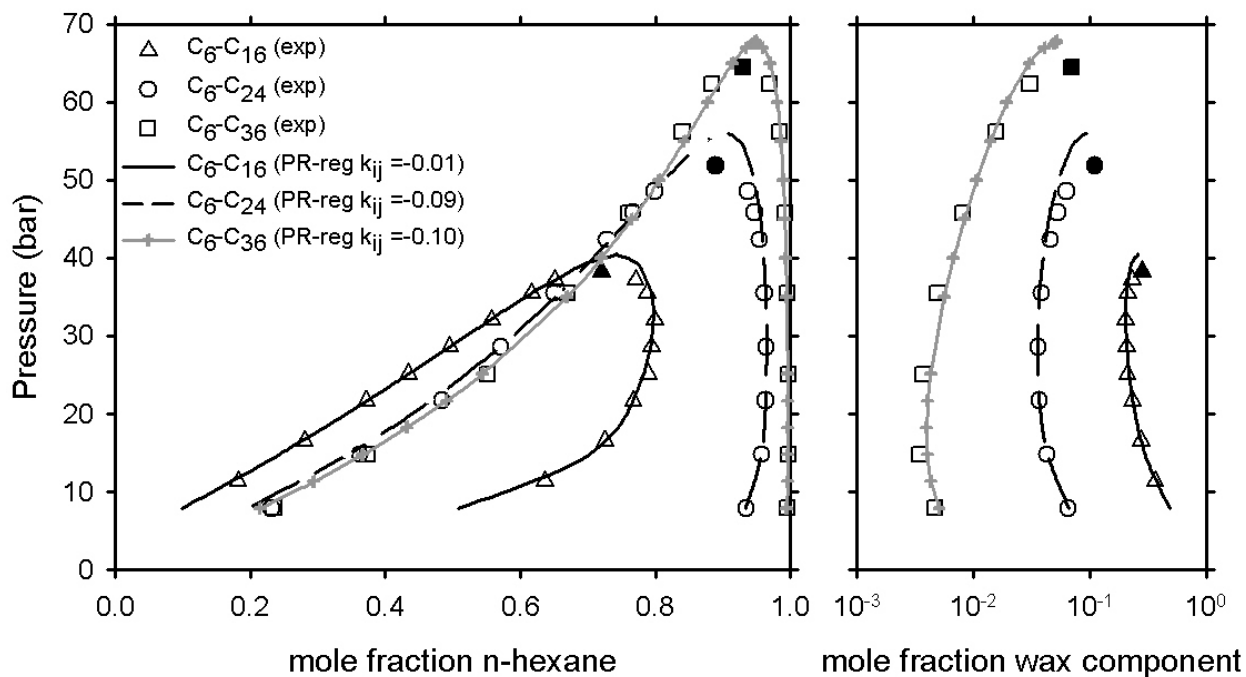 70
60
50
40
30
20
10
0
Pressure (bar)
C6-C16 (exp)
C6-C24 (exp)
C6-C36 (exp)
C6-C16 (PR-reg kij =-0.01)
C6-C24 (PR-reg kij =-0.09)
C6-C36 (PR-reg kij =-0.10)
0.0 0.2 0.4 0.6 0.8 1.0
mole fraction n-hexane
10-3 10-2 10-1 100
mole fraction wax component